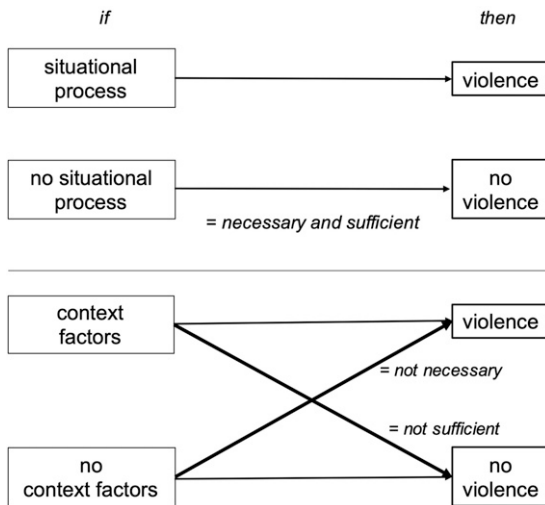 if
then
situational
process
violence
no situational
process
no
violence
= necessary and sufficient
context
factors
violence
= not necessary
= not sufficient
no
context factors
no
violence